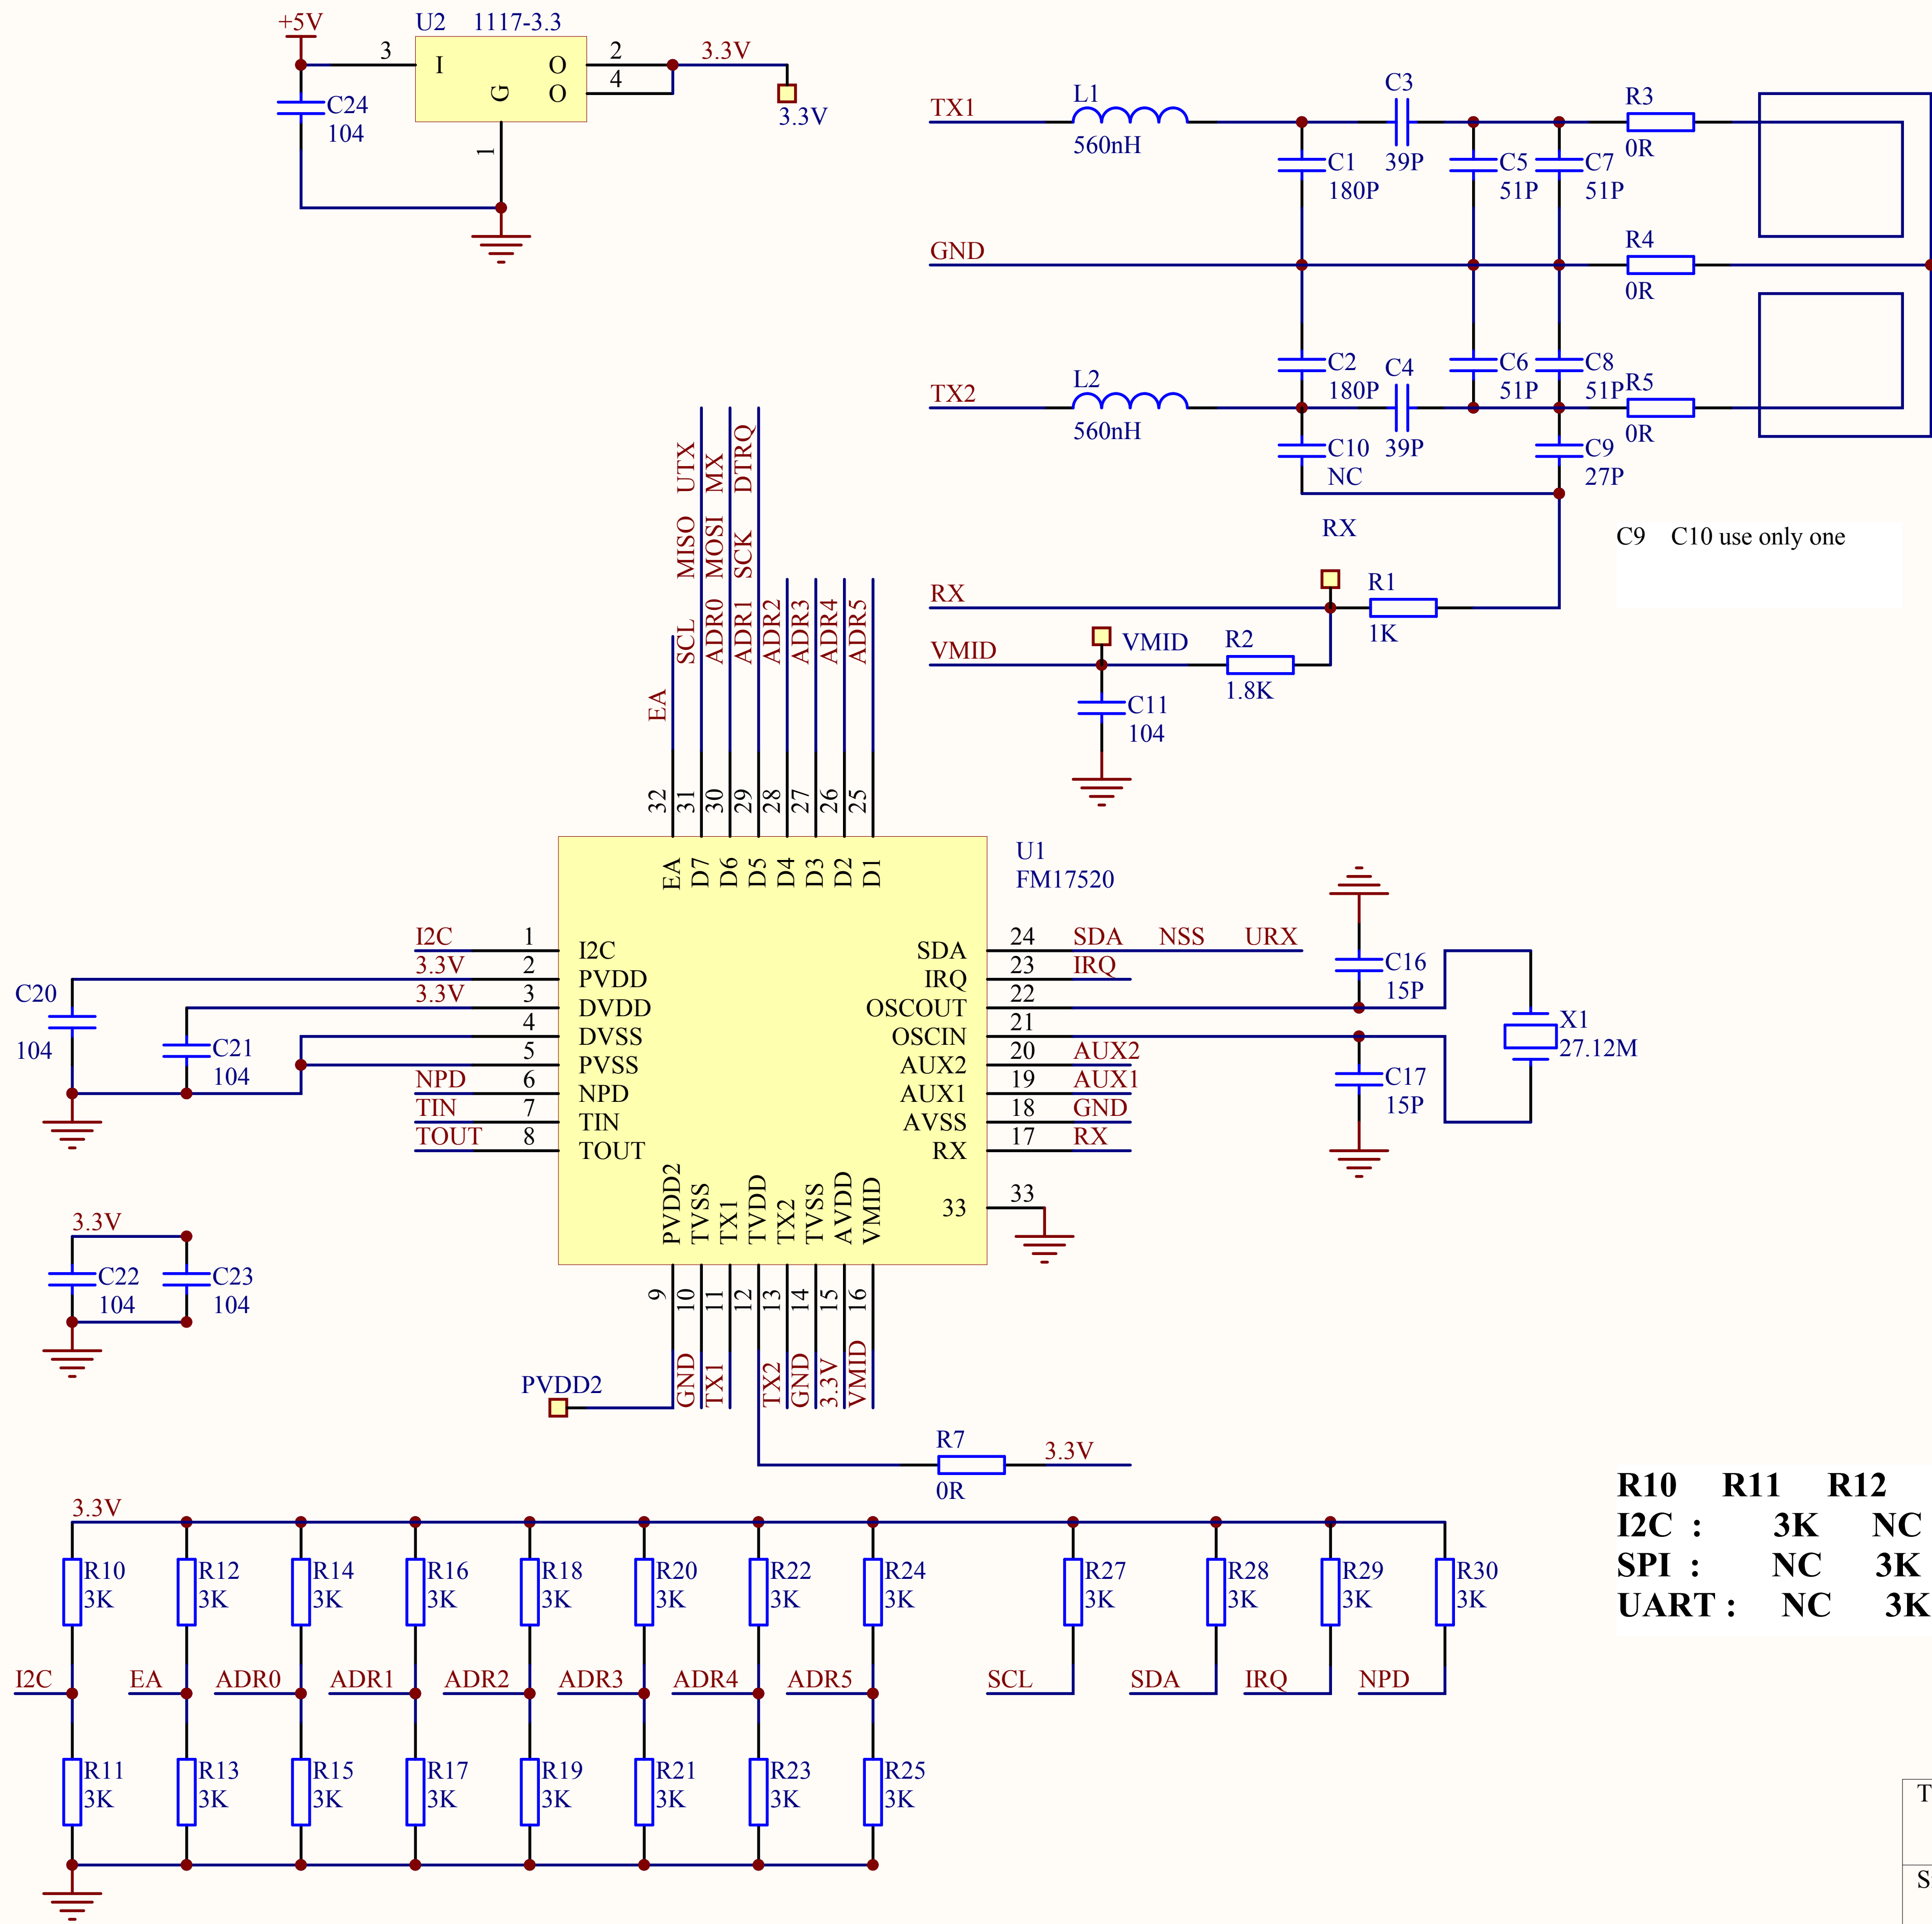 +5V
U2 1117-3.3
3 I O 2 3.3V
G O 4
C24
104
1
3.3V
TX1
L1
560nH
C3
39P
R3
0R
C1
180P
C5
51P
C7
51P
GND
R4
0R
TX2
L2
560nH
C2
180P
C4
39P
C6
51P
C8
51P
R5
0R
C10
NC
C9
27P
RX
C9 C10 use only one
RX
R1
1K
VMID
VMID
R2
1.8K
C11
104
EA
SCL MISO UTX
ADR0 MOSI MX
ADR1 SCK DTRQ
ADR2
ADR3
ADR4
ADR5
32 31 30 29 28 27 26 25
EA D7 D6 D5 D4 D3 D2 D1
U1
FM17520
I2C 1 I2C
3.3V 2 PVDD
3.3V 3 DVDD
4 DVSS
5 PVSS
NPD 6 NPD
TIN 7 TIN
TOUT 8 TOUT
SDA 24 SDA NSS URX
IRQ 23 IRQ
OSCOUT 22
OSCIN 21
AUX2 20 AUX2
AUX1 19 AUX1
AVSS 18 GND
RX 17 RX
33 33
C20
104
C21
104
C16
15P
C17
15P
X1
27.12M
3.3V
C22
104
C23
104
PVDD2 TVSS TX1 TVDD TX2 TVSS AVDD VMID
9 10 11 12 13 14 15 16
GND TX1 TX2 GND 3.3V VMID
PVDD2
R7
0R
3.3V
R10 R11 R12
I2C : 3K NC
SPI : NC 3K
UART : NC 3K
3.3V
R10 R12 R14 R16 R18 R20 R22 R24 R27 R28 R29 R30
3K 3K 3K 3K 3K 3K 3K 3K 3K 3K 3K 3K
I2C EA ADR0 ADR1 ADR2 ADR3 ADR4 ADR5 SCL SDA IRQ NPD
R11 R13 R15 R17 R19 R21 R23 R25
3K 3K 3K 3K 3K 3K 3K 3K